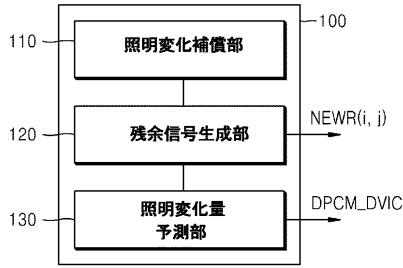 100
110
照明変化補償部
120
残余信号生成部
NEWR(i, j)
130
照明変化量
予測部
DPCM_DVIC